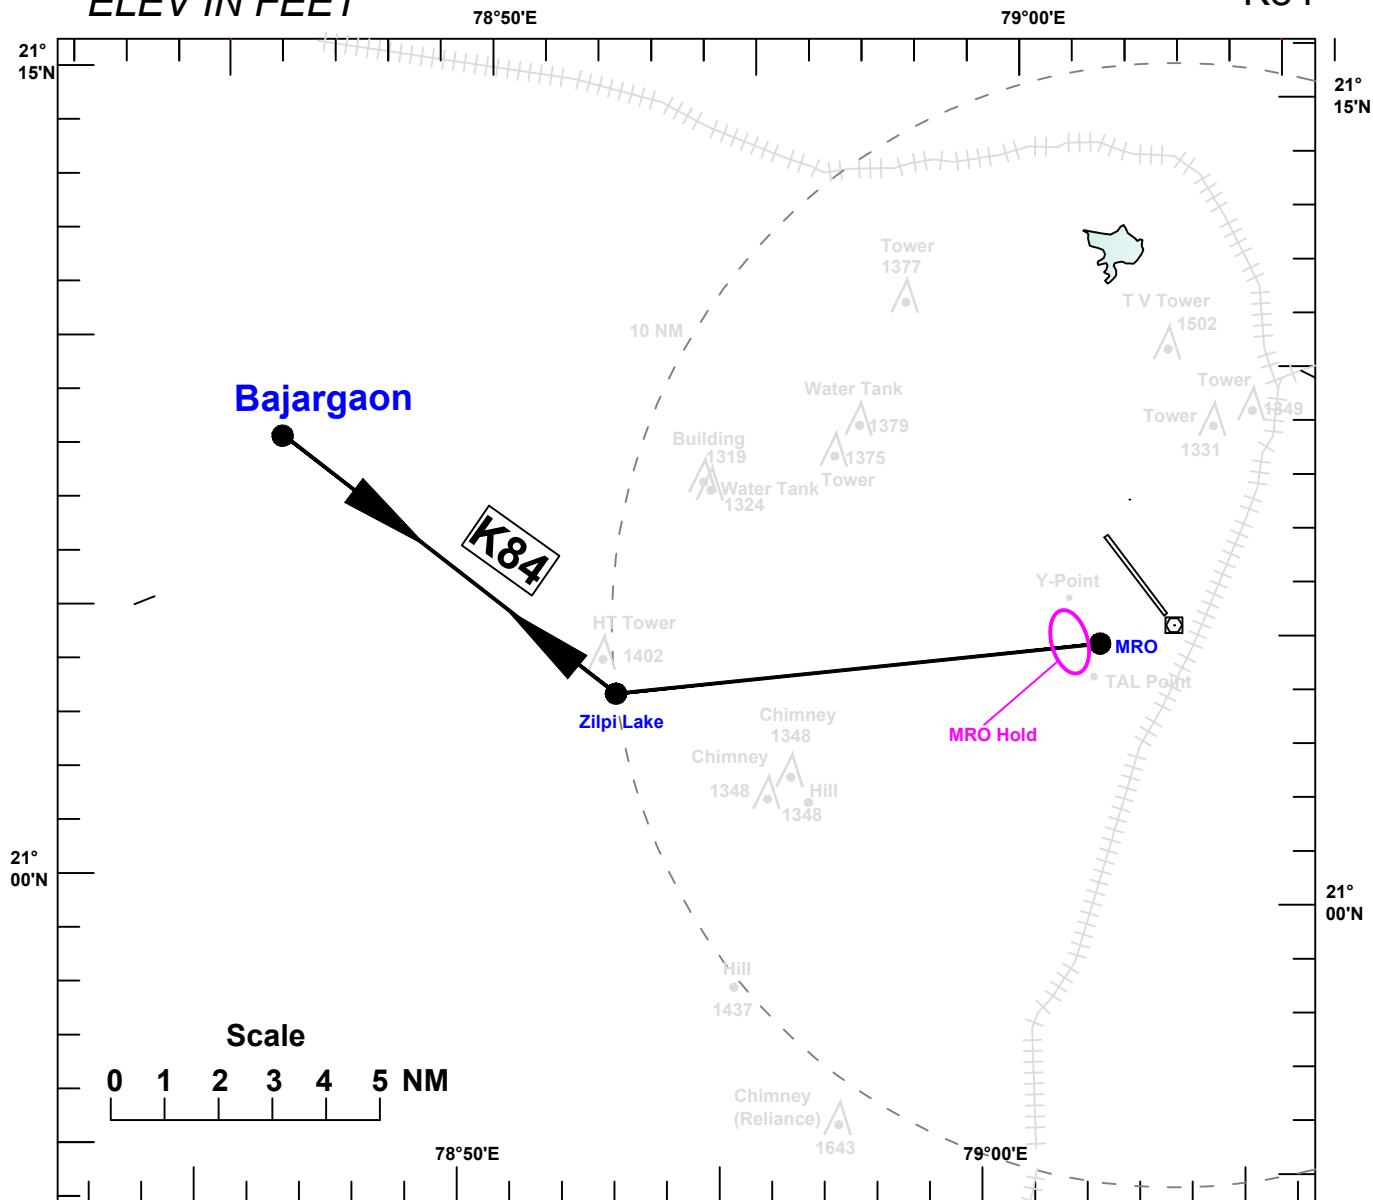 ELEV IN FEET
78°50'E
79°00'E
21°
15'N
21°
15'N
Tower
1377
T V Tower
1502
10 NM
Bajargaon
Water Tank
1379
Tower
1349
Tower
1331
Building
1319
1375
Tower
Water Tank
1324
K84
Y-Point
HT Tower
1402
MRO
TAL Point
Zilpi Lake
MRO Hold
Chimney
1348
Chimney
1348
Hill
1348
21°
00'N
21°
00'N
Hill
1437
Scale
0 1 2 3 4 5 NM
Chimney
(Reliance)
1643
78°50'E
79°00'E